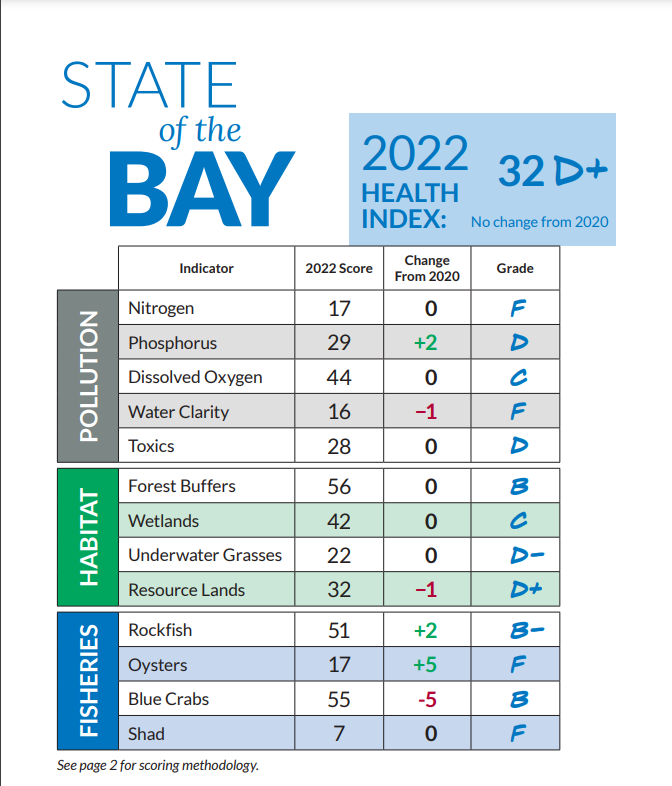 STATE
of the
BAY
2022
HEALTH
INDEX:
32 D+
No change from 2020
Indicator 2022 Score Change From 2020 Grade
POLLUTION
Nitrogen 17 0 F
Phosphorus 29 +2 D
Dissolved Oxygen 44 0 C
Water Clarity 16 −1 F
Toxics 28 0 D
HABITAT
Forest Buffers 56 0 B
Wetlands 42 0 C
Underwater Grasses 22 0 D−
Resource Lands 32 −1 D+
FISHERIES
Rockfish 51 +2 B−
Oysters 17 +5 F
Blue Crabs 55 -5 B
Shad 7 0 F
See page 2 for scoring methodology.